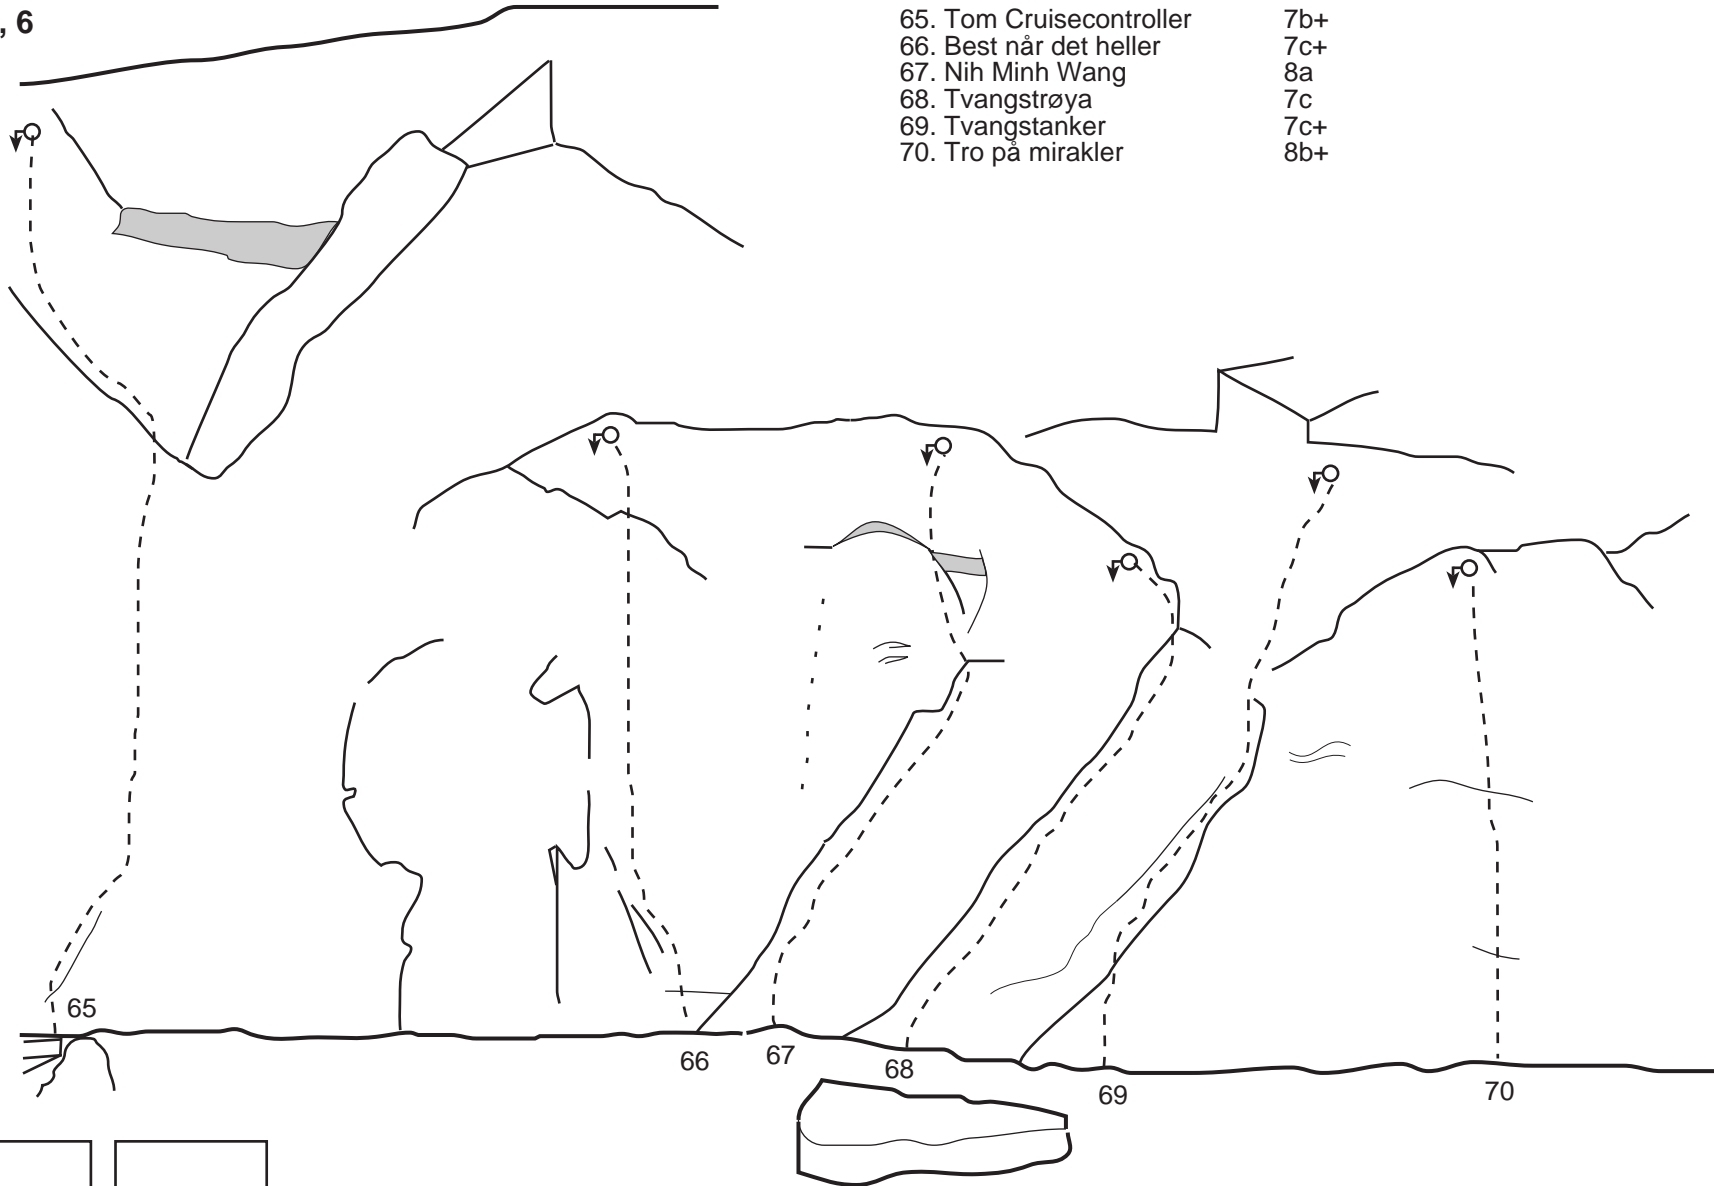 , 6
65. Tom Cruisecontroller 7b+
66. Best når det heller 7c+
67. Nih Minh Wang 8a
68. Tvangstrøya 7c
69. Tvangstanker 7c+
70. Tro på mirakler 8b+
65
66
67
68
69
70